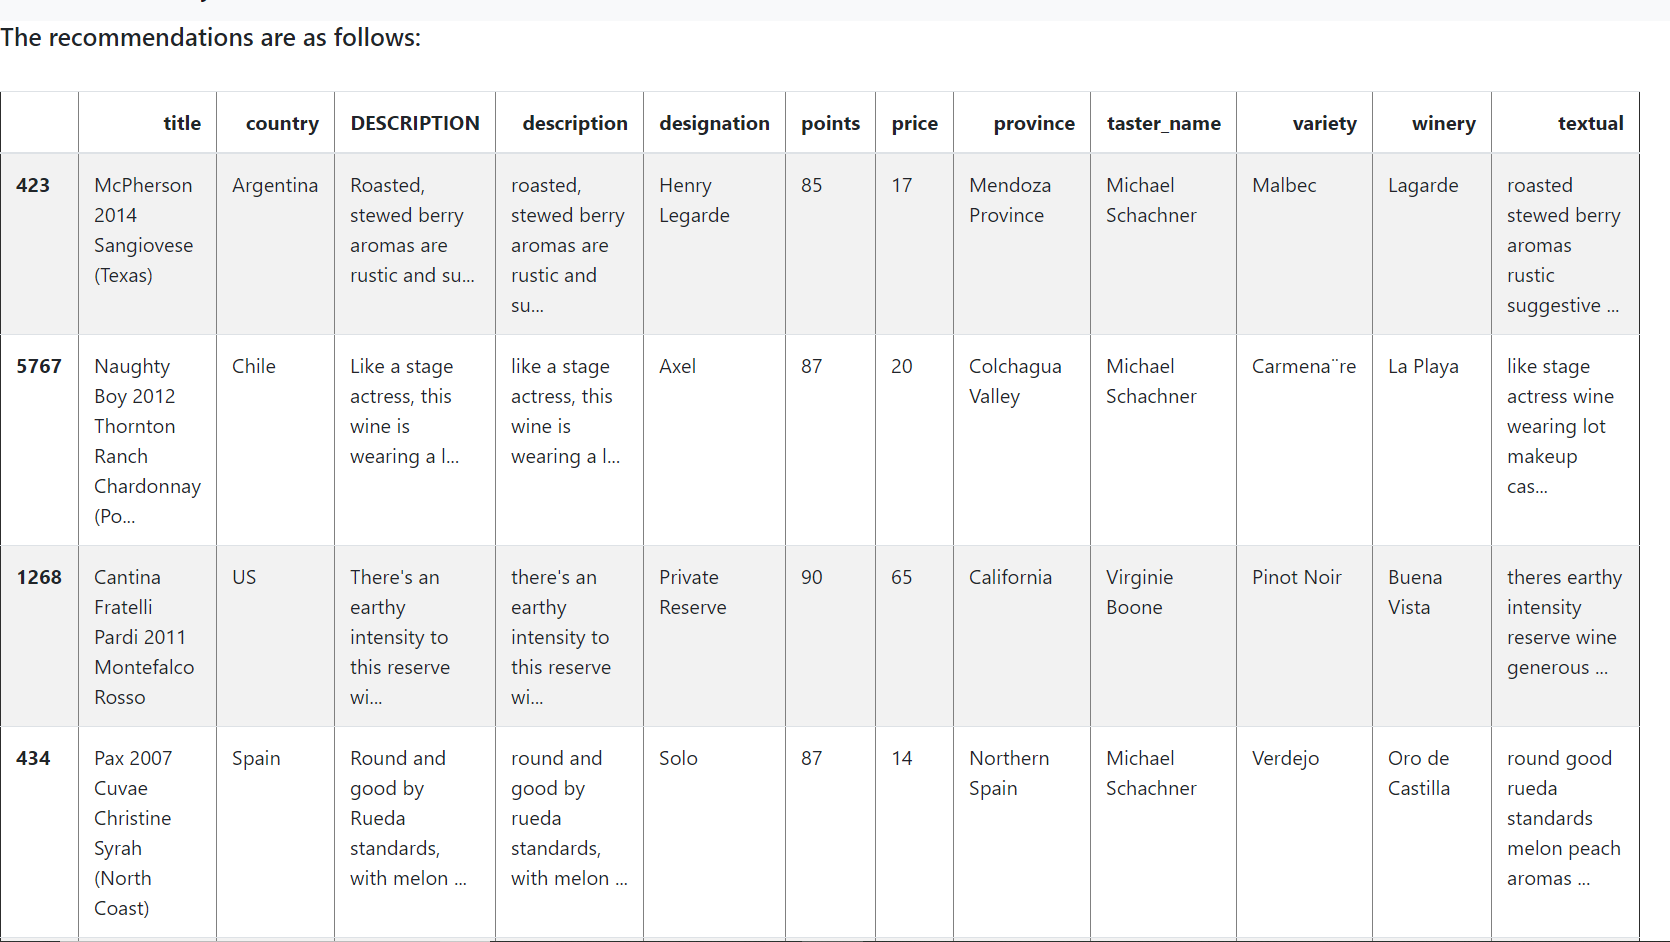 The recommendations are as follows:
title country DESCRIPTION description designation points price province taster_name variety winery textual
423 McPherson Argentina Roasted, roasted, Henry 85 17 Mendoza Michael Malbec Lagarde roasted
2014 stewed berry stewed berry Legarde Province Schachner stewed berry
Sangiovese aromas are aromas are aromas
(Texas) rustic and su... rustic and rustic
su... suggestive ...
5767 Naughty Chile Like a stage like a stage Axel 87 20 Colchagua Michael Carmena¨re La Playa like stage
Boy 2012 actress, this actress, this Valley Schachner actress wine
Thornton wine is wine is wearing lot
Ranch wearing a l... wearing a l... makeup
Chardonnay cas...
(Po...
1268 Cantina US There's an there's an Private 90 65 California Virginie Pinot Noir Buena theres earthy
Fratelli earthy earthy Reserve Boone Vista intensity
Pardi 2011 intensity to intensity to reserve wine
Montefalco this reserve this reserve generous ...
Rosso wi... wi...
434 Pax 2007 Spain Round and round and Solo 87 14 Northern Michael Verdejo Oro de round good
Cuvae good by good by Spain Schachner Castilla rueda
Christine Rueda rueda standards
Syrah standards, standards, melon peach
(North with melon ... with melon ... aromas ...
Coast)